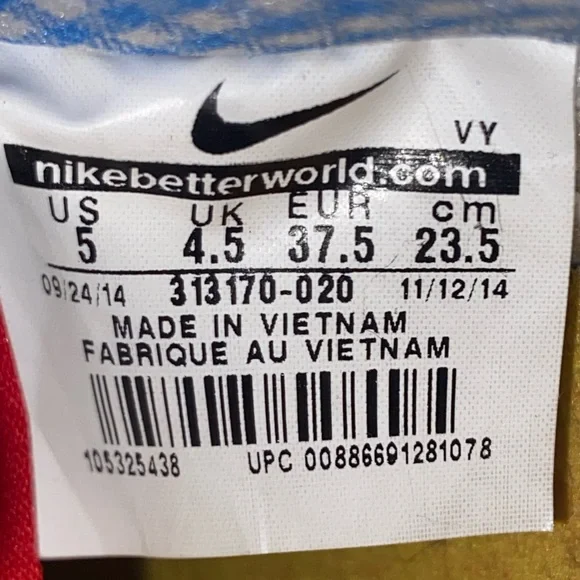 VY
nikebetterworld.com
US UK EUR cm
5 4.5 37.5 23.5
09/24/14 313170-020 11/12/14
MADE IN VIETNAM
FABRIQUE AU VIETNAM
105325438 UPC 00886691281078